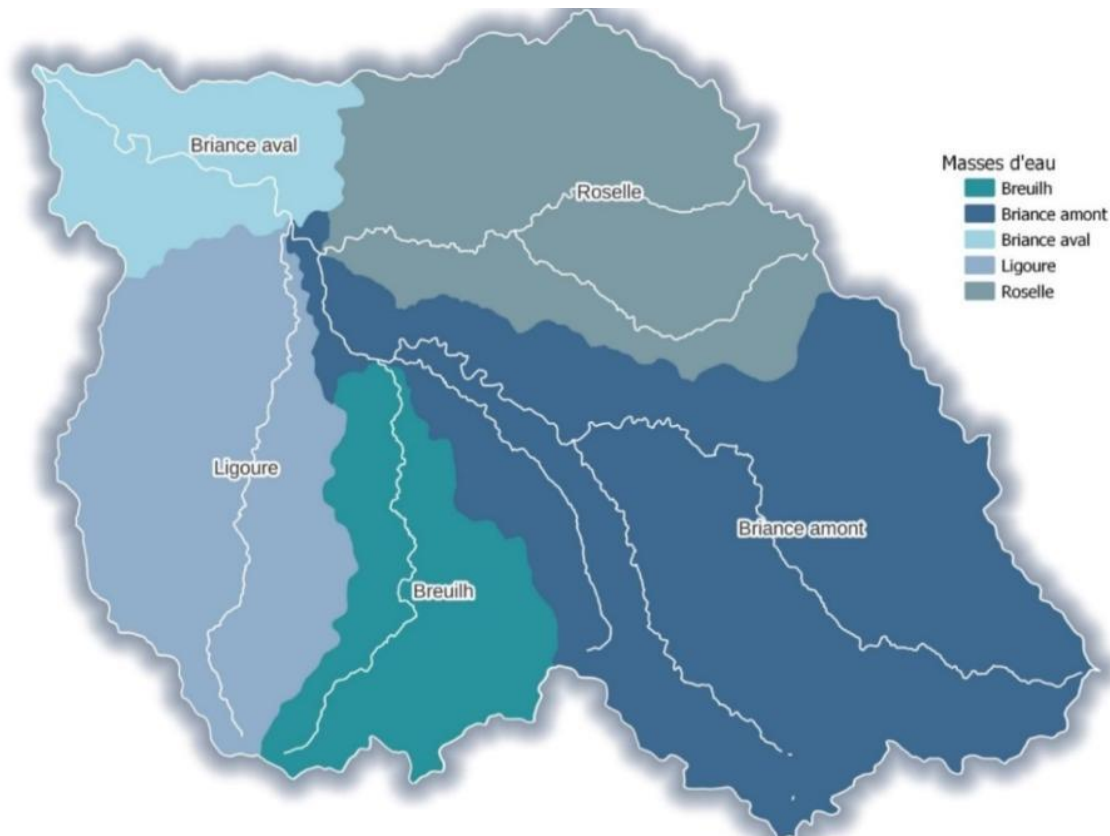 Briance aval
Roselle
Ligoure
Briance amont
Breuilh
Masses d'eau
Breuilh
Briance amont
Briance aval
Ligoure
Roselle